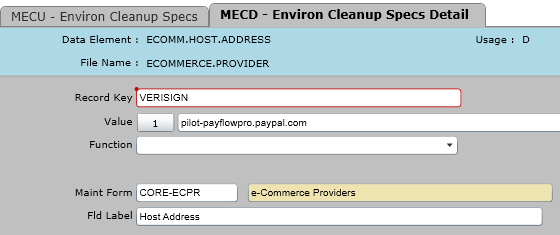 MECU - Environ Cleanup Specs
MECD - Environ Cleanup Specs Detail
Data Element : ECOMM.HOST.ADDRESS Usage : D
File Name : ECOMMERCE.PROVIDER
Record Key VERISIGN
Value 1 pilot-payflowpro.paypal.com
Function
Maint Form CORE-ECPR e-Commerce Providers
Fld Label Host Address